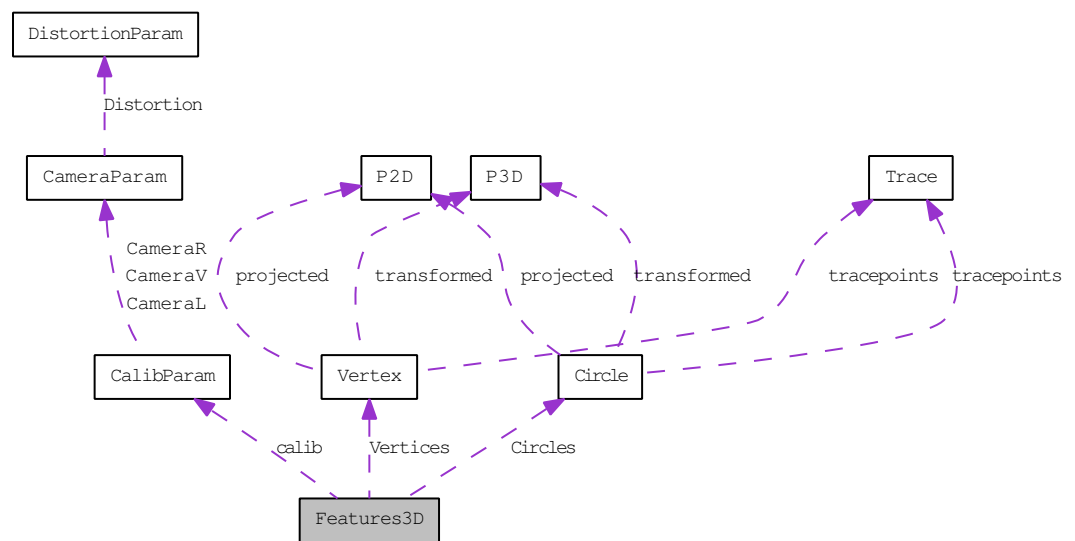 DistortionParam
Distortion
CameraParam
P2D
P3D
Trace
CameraR
CameraV
CameraL
projected
transformed
projected
transformed
tracepoints
tracepoints
CalibParam
Vertex
Circle
calib
Vertices
Circles
Features3D